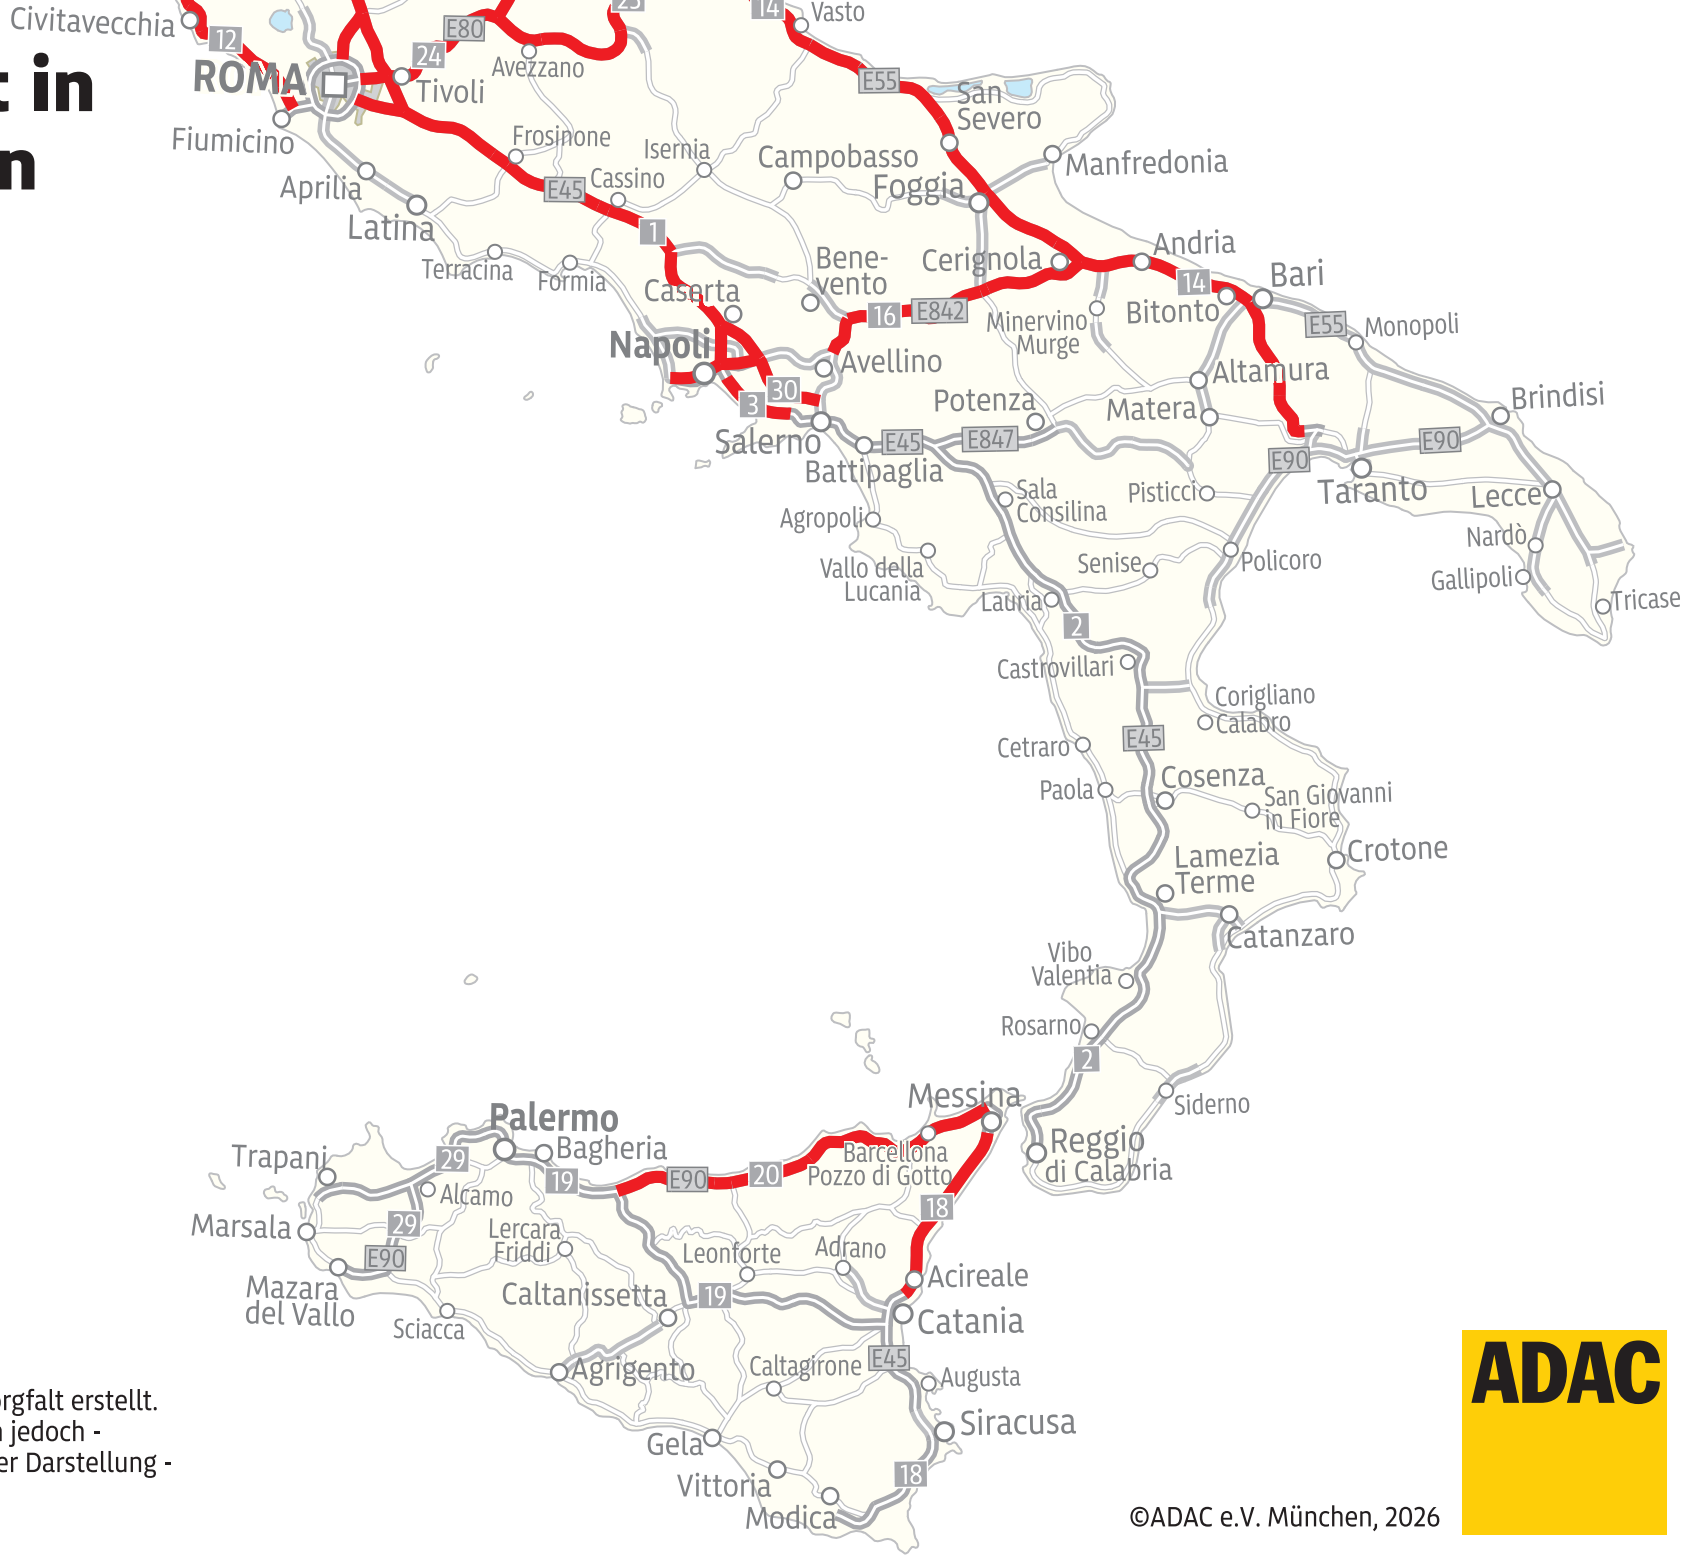 Civitavecchia
12
E80
24
25
14
Vasto
t in
n
ROMA
Tivoli
Avezzano
E55
San
Severo
Fiumicino
Frosinone
Isernia
Campobasso
Manfredonia
Aprilia
E45
Cassino
Foggia
Latina
1
Terracina
Formia
Bene-
vento
Cerignola
Andria
14
Bari
Caserta
16
E842
Minervino
Murge
Bitonto
E55
Monopoli
Napoli
Avellino
Altamura
30
3
Potenza
Matera
Brindisi
Salerno
E45
E847
E90
E90
Battipaglia
Sala
Consilina
Pisticci
Taranto
Lecce
Agropoli
Nardò
Vallo della
Lucania
Senise
Policoro
Gallipoli
Lauria
Tricase
2
Castrovillari
Corigliano
Calabro
Cetraro
E45
Paola
Cosenza
San Giovanni
in Fiore
Lamezia
Terme
Crotone
Catanzaro
Vibo
Valentia
Rosarno
2
Messina
Siderno
Palermo
Reggio
di Calabria
Trapani
29
Bagheria
Barcellona
Pozzo di Gotto
19
E90
20
Alcamo
18
Marsala
29
Lercara
Friddi
E90
Leonforte
Adrano
Mazara
del Vallo
Caltanissetta
19
Acireale
Sciacca
Catania
Agrigento
Caltagirone
E45
Augusta
Siracusa
Gela
Vittoria
18
Modica
rgfalt erstellt.
jedoch -
er Darstellung -
©ADAC e.V. München, 2026
ADAC